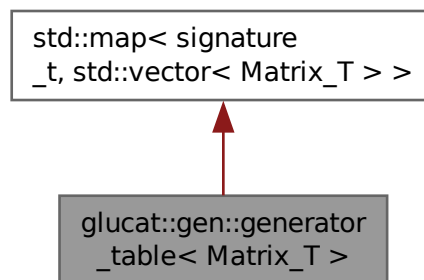 std::map< signature
_t, std::vector< Matrix_T > >
glucat::gen::generator
_table< Matrix_T >